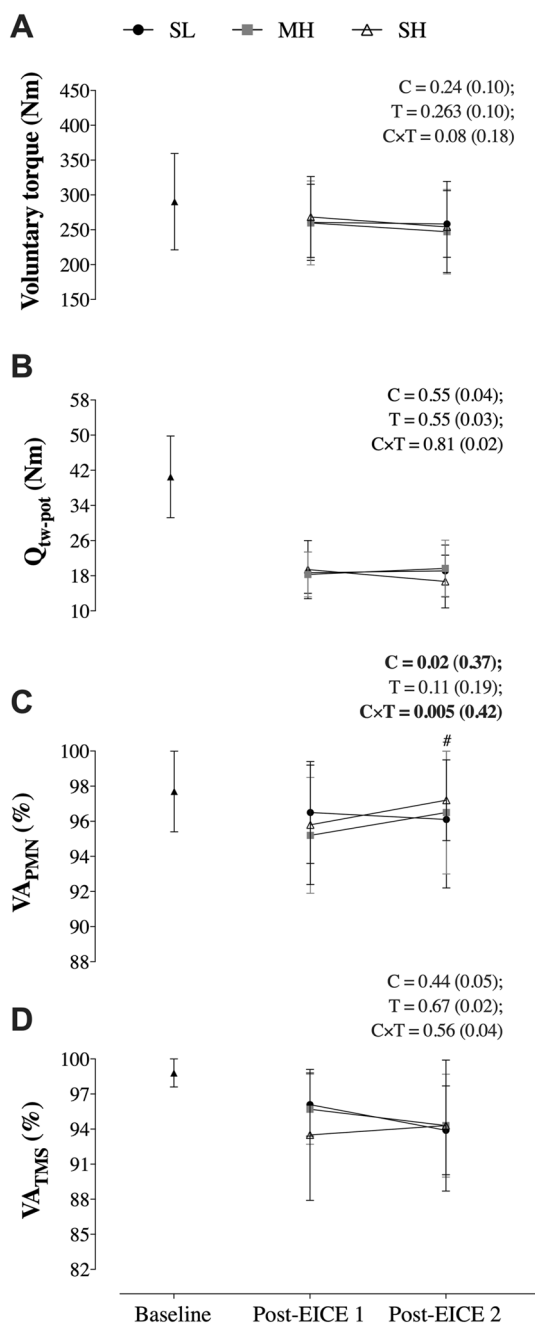 A
SL MH SH
C = 0.24 (0.10);
T = 0.263 (0.10);
C×T = 0.08 (0.18)
Voluntary torque (Nm)
450
400
350
300
250
200
150
B
C = 0.55 (0.04);
T = 0.55 (0.03);
C×T = 0.81 (0.02)
Qtw-pot (Nm)
58
50
42
34
26
18
10
C = 0.02 (0.37);
T = 0.11 (0.19);
C×T = 0.005 (0.42)
C
#
VAPMN (%)
100
98
96
94
92
90
88
C = 0.44 (0.05);
T = 0.67 (0.02);
C×T = 0.56 (0.04)
D
VATMS (%)
100
97
94
91
88
85
82
Baseline Post-EICE 1 Post-EICE 2